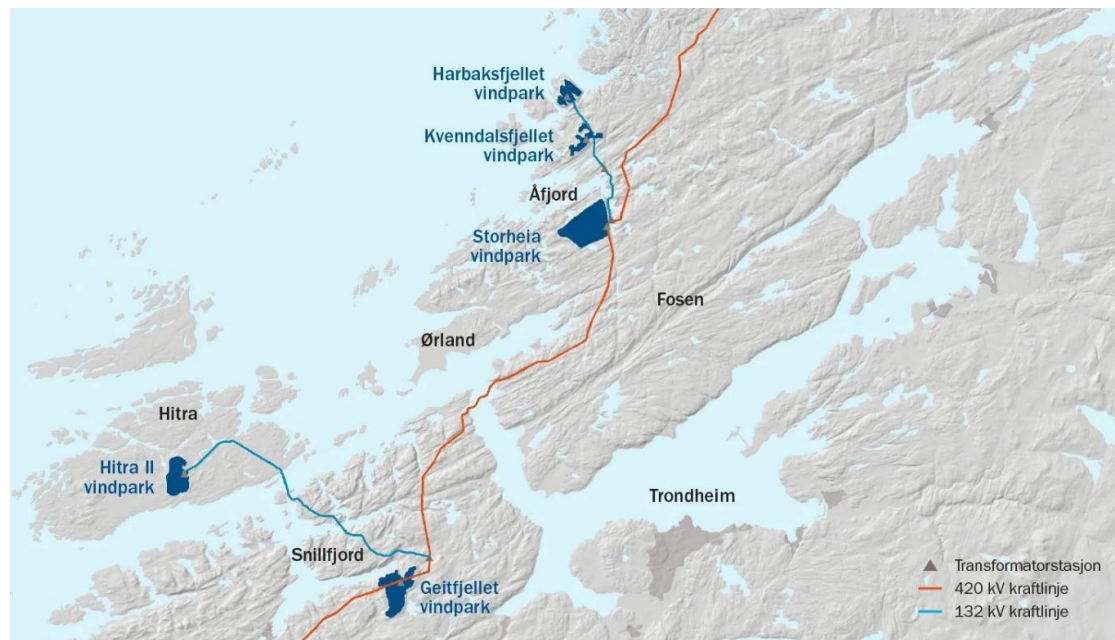 Harbaksfjellet
vindpark
Kvenndalsfjellet
vindpark
Åfjord
Storheia
vindpark
Fosen
Ørland
Hitra
Hitra II
vindpark
Trondheim
Snillfjord
Geitfjellet
vindpark
Transformatorstasjon
420 kV kraftlinje
132 kV kraftlinje